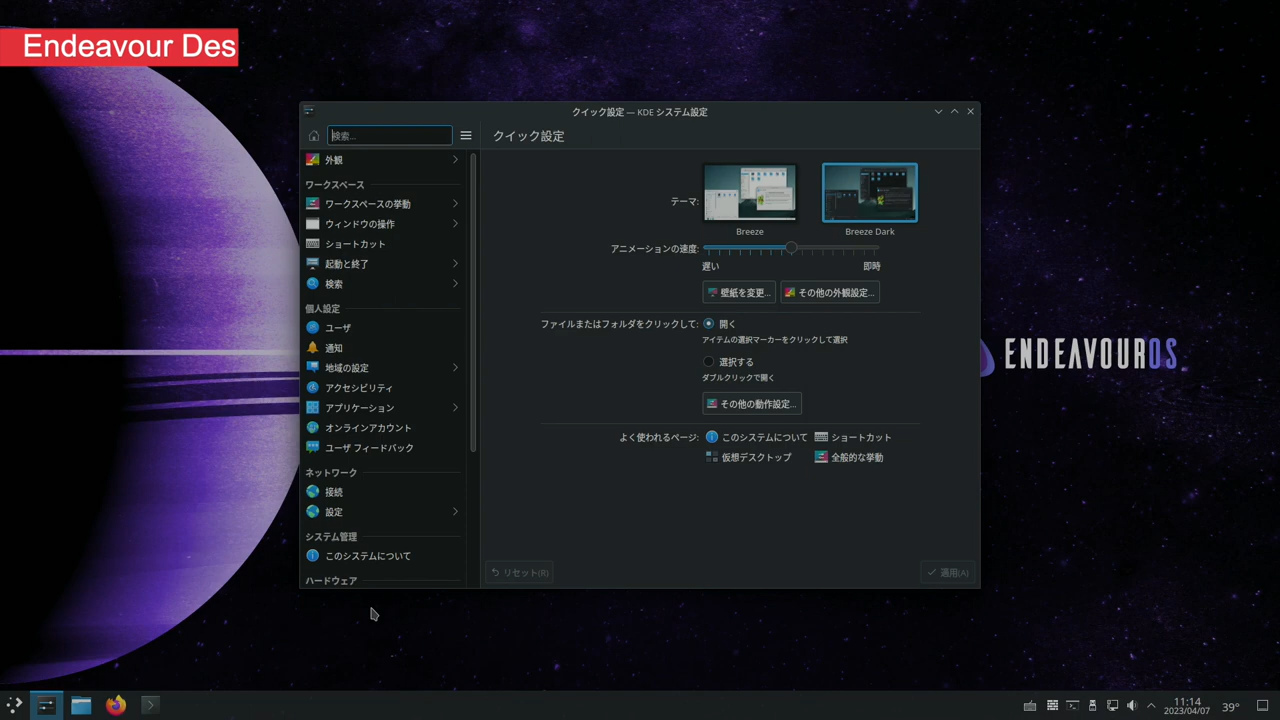 Endeavour Des
クイック設定 — KDE システム設定
検索...
クイック設定
外観
ワークスペース
ワークスペースの挙動
ウィンドウの操作
ショートカット
起動と終了
検索
個人設定
ユーザ
通知
地域の設定
アクセシビリティ
アプリケーション
オンラインアカウント
ユーザ フィードバック
ネットワーク
接続
設定
システム管理
このシステムについて
ハードウェア
テーマ:
Breeze Breeze Dark
アニメーションの速度:
遅い 即時
壁紙を変更... その他の外観設定...
ファイルまたはフォルダをクリックして: 開く
アイテムの選択マーカーをクリックして選択
選択する
ダブルクリックで開く
その他の動作設定...
よく使われるページ: このシステムについて ショートカット
仮想デスクトップ 全般的な挙動
リセット(R) 適用(A)
ENDEAVOUROS
11:14
2023/04/07
39°